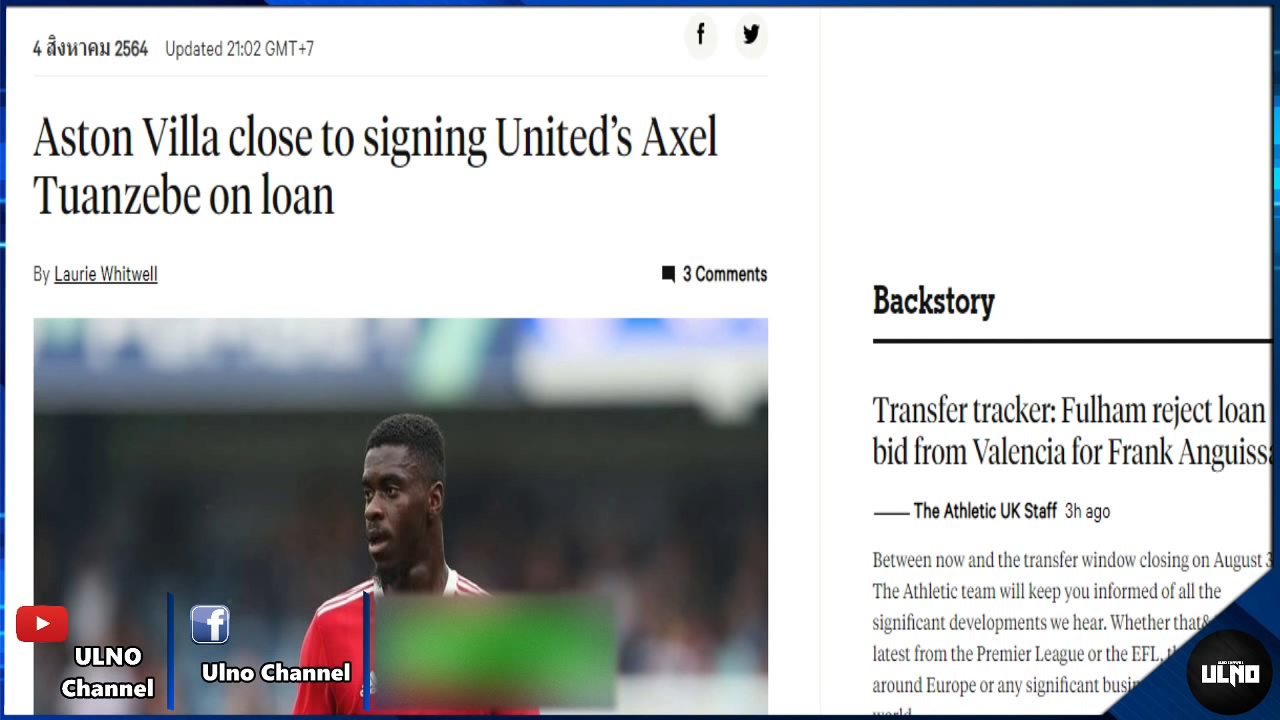 4 สิงหาคม 2564 Updated 21:02 GMT+7
Aston Villa close to signing United's Axel
Tuanzebe on loan
By Laurie Whitwell
3 Comments
Backstory
Transfer tracker: Fulham reject loan
bid from Valencia for Frank Anguissa
The Athletic UK Staff 3h ago
Between now and the transfer window closing on August
The Athletic team will keep you informed of all the
significant developments we hear. Whether that&
latest from the Premier League or the EFL,
around Europe or any significant
ULNO
Channel
Ulno Channel
ULNO